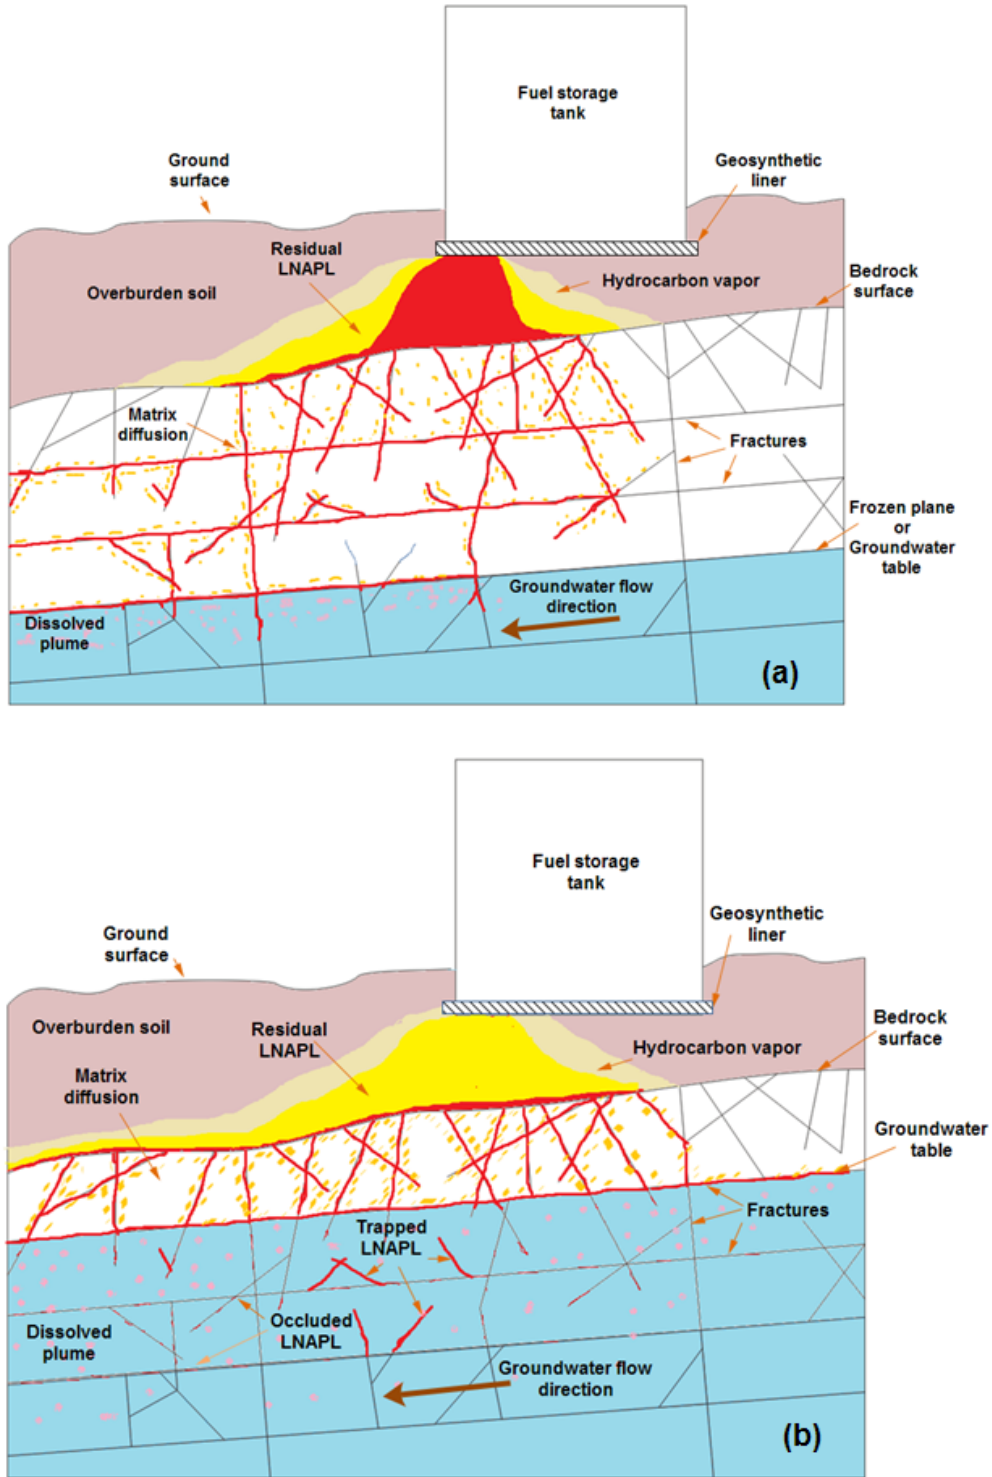 Fuel storage
tank
Ground
surface
Geosynthetic
liner
Residual
LNAPL
Hydrocarbon vapor
Bedrock
surface
Overburden soil
Matrix
diffusion
Fractures
Frozen plane
or
Groundwater
table
Groundwater flow
direction
Dissolved
plume
(a)
Fuel storage
tank
Geosynthetic
liner
Ground
surface
Overburden soil
Residual
LNAPL
Hydrocarbon vapor
Bedrock
surface
Matrix
diffusion
Groundwater
table
Fractures
Trapped
LNAPL
Occluded
LNAPL
Dissolved
plume
Groundwater flow
direction
(b)